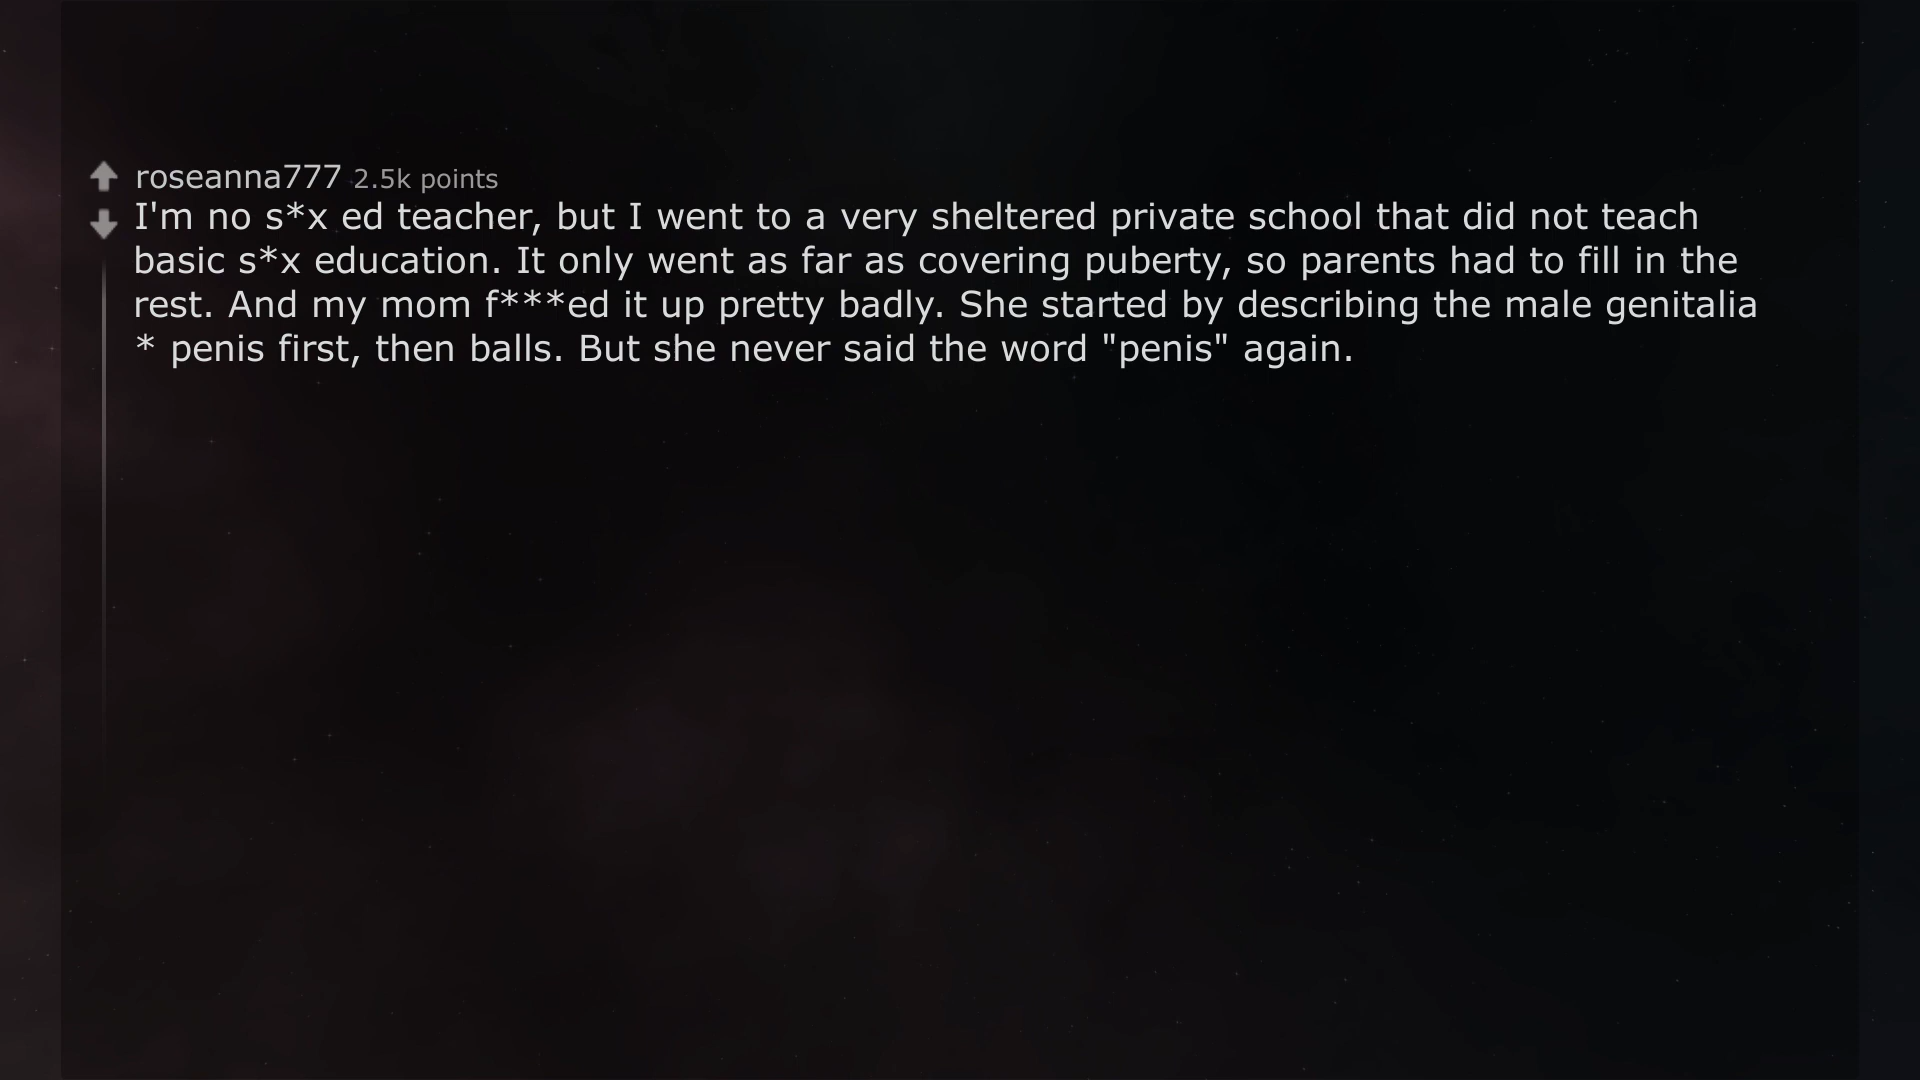 roseanna777 2.5k points
I'm no s*x ed teacher, but I went to a very sheltered private school that did not teach
basic s*x education. It only went as far as covering puberty, so parents had to fill in the
rest. And my mom f***ed it up pretty badly. She started by describing the male genitalia
* penis first, then balls. But she never said the word "penis" again.